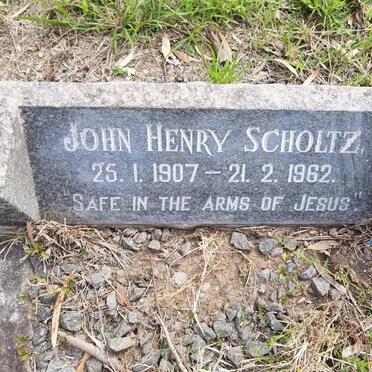 JOHN HENRY SCHOLTZ,
25. 1. 1907 – 21. 2. 1962.
"SAFE IN THE ARMS OF JESUS."